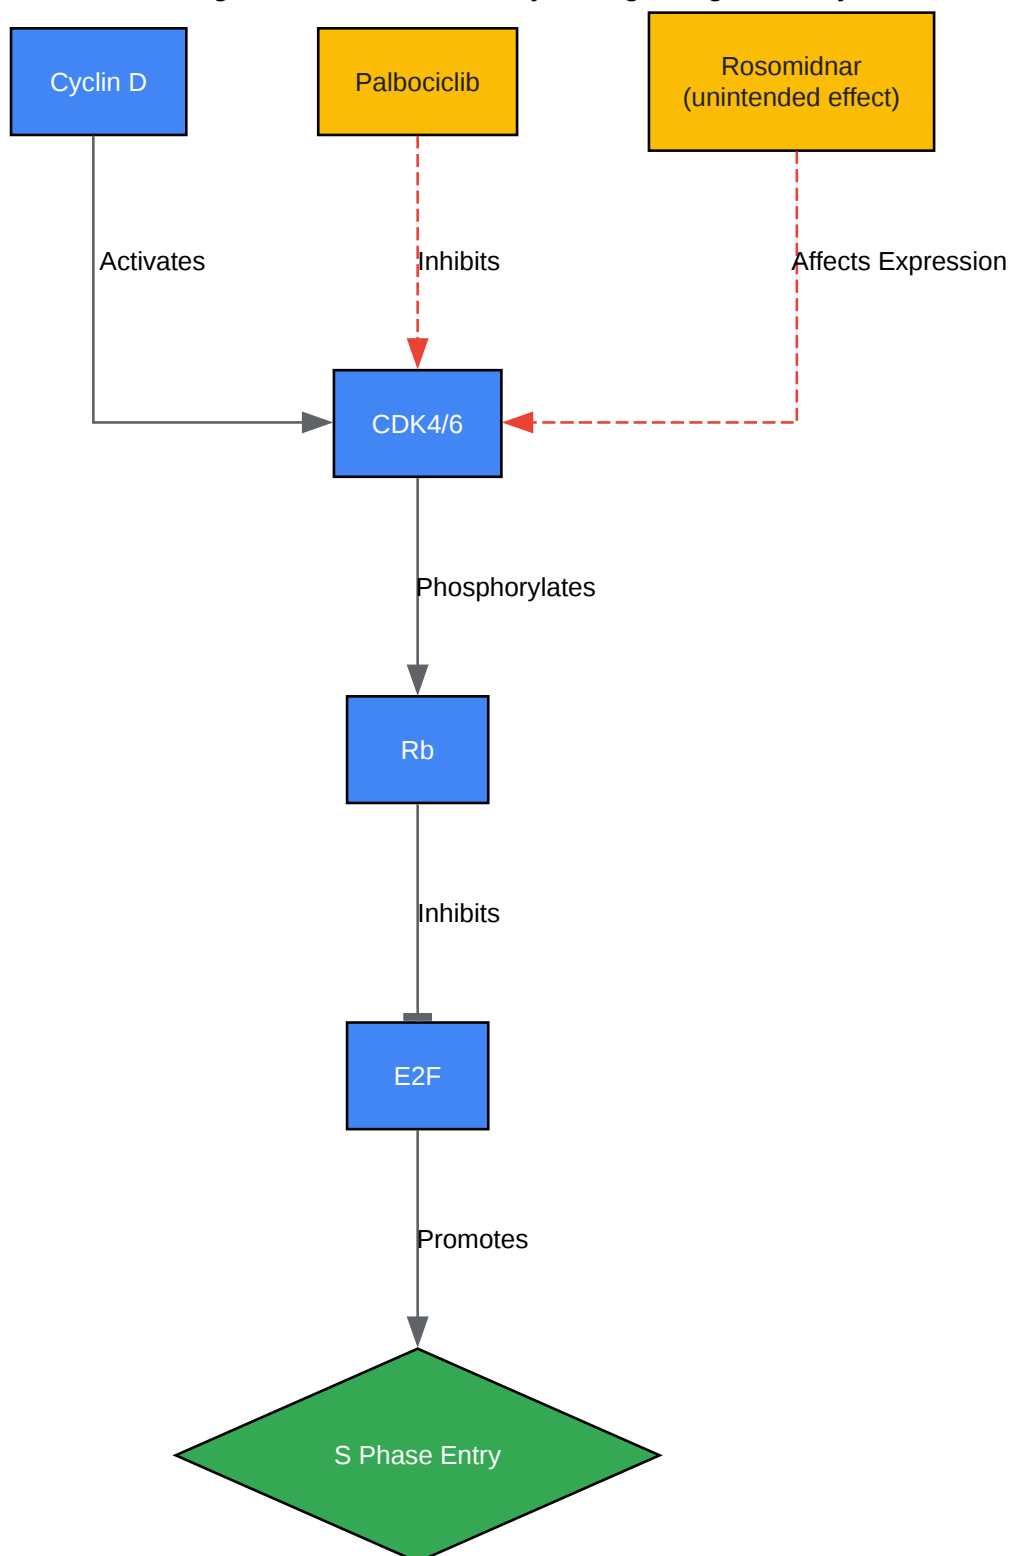 Cyclin D
Palbociclib
Rosomidnar
(unintended effect)
Activates
Inhibits
Affects Expression
CDK4/6
Phosphorylates
Rb
Inhibits
E2F
Promotes
S Phase Entry